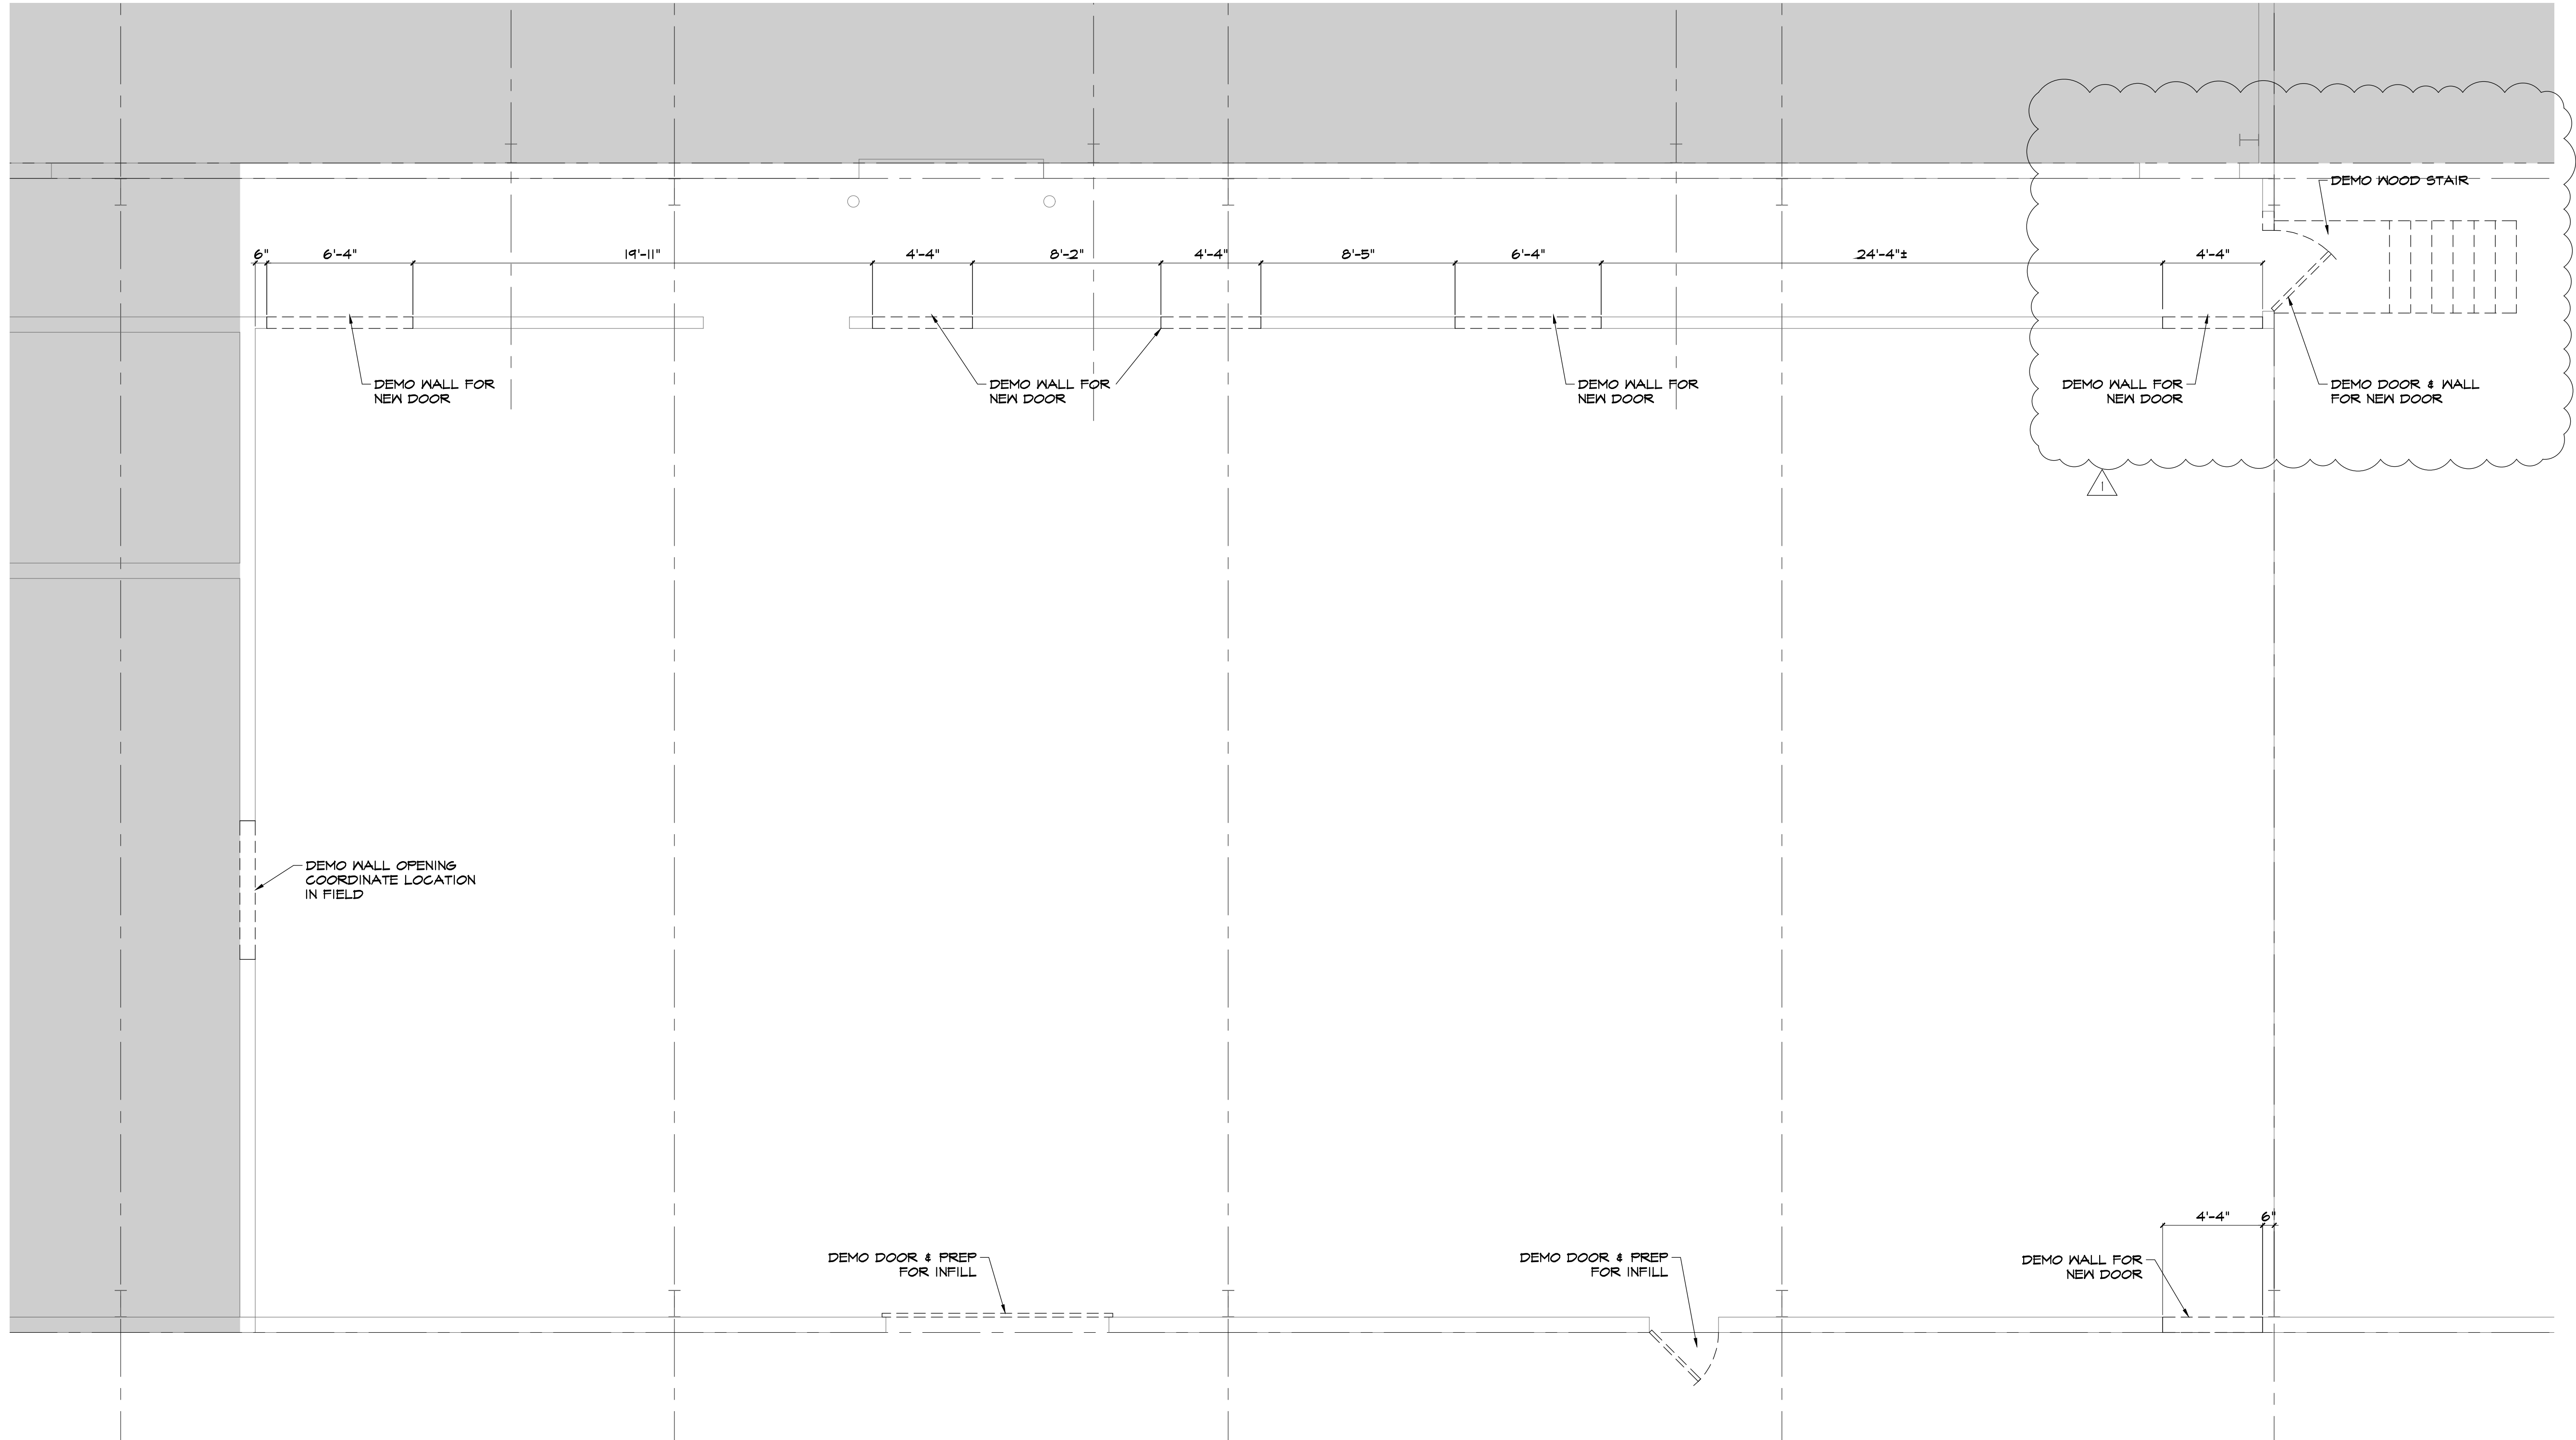 DEMO WOOD STAIR
6"
6'-4"
19'-11"
4'-4"
8'-2"
4'-4"
8'-5"
6'-4"
24'-4"±
4'-4"
DEMO WALL FOR
NEW DOOR
DEMO WALL FOR
NEW DOOR
DEMO WALL FOR
NEW DOOR
DEMO WALL FOR
NEW DOOR
DEMO DOOR & WALL
FOR NEW DOOR
1
DEMO WALL OPENING
COORDINATE LOCATION
IN FIELD
4'-4"
6"
DEMO DOOR & PREP
FOR INFILL
DEMO DOOR & PREP
FOR INFILL
DEMO WALL FOR
NEW DOOR